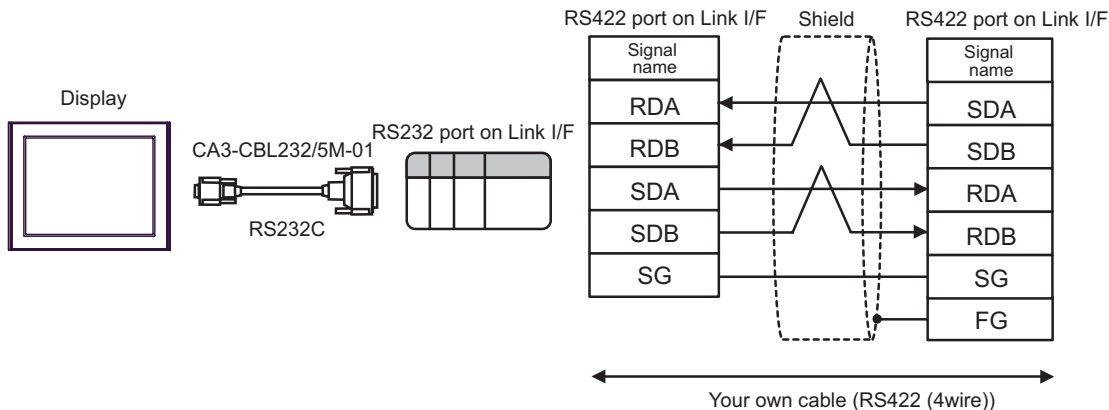 Display
CA3-CBL232/5M-01
RS232C
RS232 port on Link I/F
RS422 port on Link I/F
Shield
RS422 port on Link I/F
Signal
name
RDA
RDB
SDA
SDB
SG
Signal
name
SDA
SDB
RDA
RDB
SG
FG
Your own cable (RS422 (4wire))